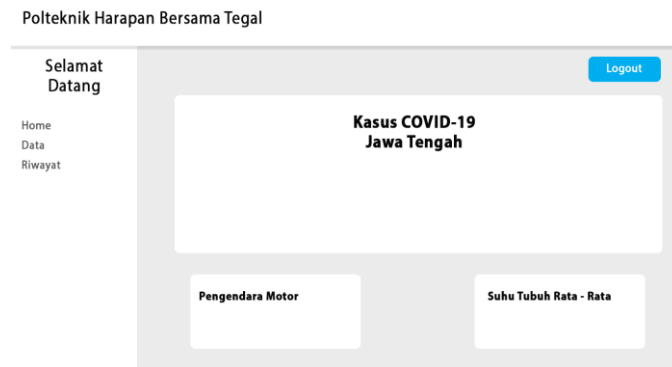 Polteknik Harapan Bersama Tegal
Selamat
Datang
Home
Data
Riwayat
Logout
Kasus COVID-19
Jawa Tengah
Pengendara Motor
Suhu Tubuh Rata - Rata